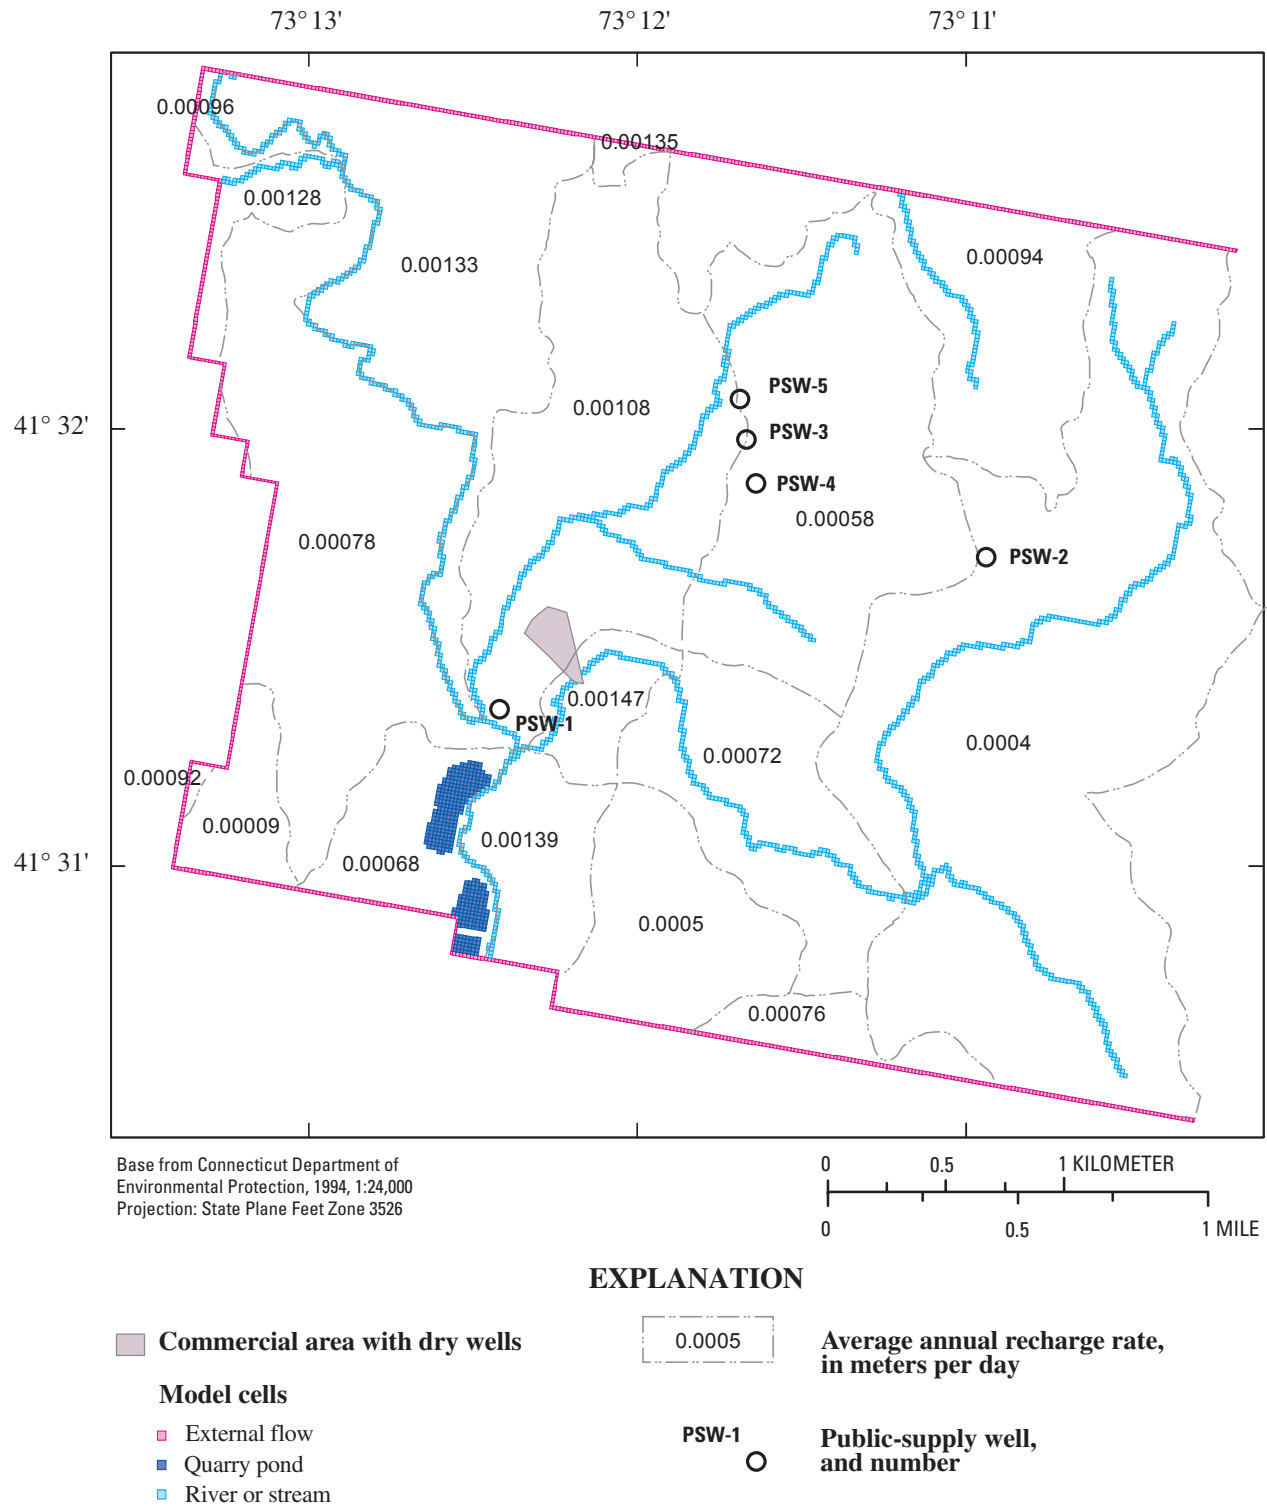 73° 13'
73° 12'
73° 11'
0.00096
0.00135
0.00128
0.00133
0.00094
PSW-5
0.00108
41° 32'
PSW-3
PSW-4
0.00058
0.00078
PSW-2
0.00147
PSW-1
0.0004
0.00072
0.00092
0.00009
0.00139
41° 31'
0.00068
0.0005
0.00076
Base from Connecticut Department of
Environmental Protection, 1994, 1:24,000
Projection: State Plane Feet Zone 3526
0 0.5 1 KILOMETER
0 0.5 1 MILE
EXPLANATION
Commercial area with dry wells
Model cells
External flow
Quarry pond
River or stream
0.0005
Average annual recharge rate,
in meters per day
PSW-1
Public-supply well,
and number